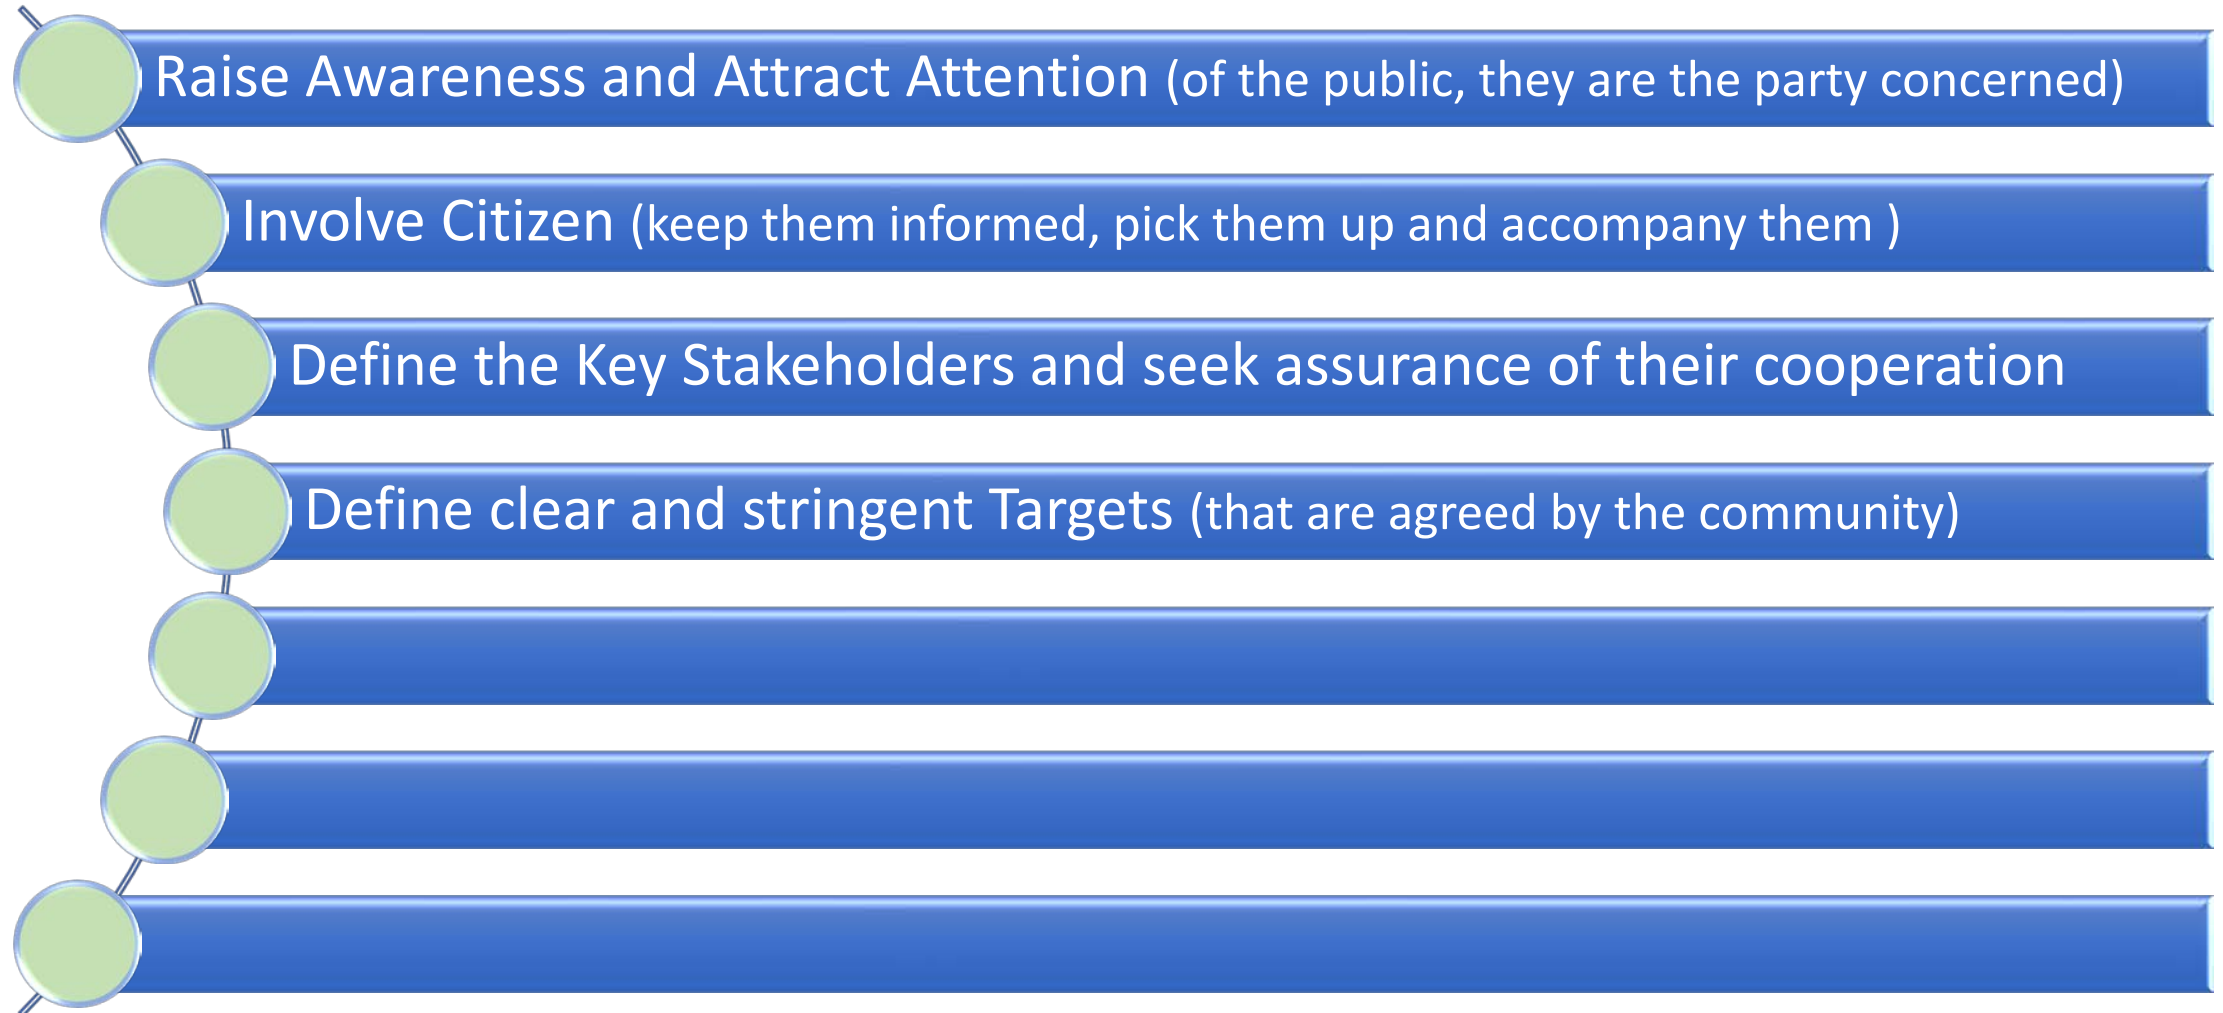 Raise Awareness and Attract Attention (of the public, they are the party concerned)
Involve Citizen (keep them informed, pick them up and accompany them )
Define the Key Stakeholders and seek assurance of their cooperation
Define clear and stringent Targets (that are agreed by the community)